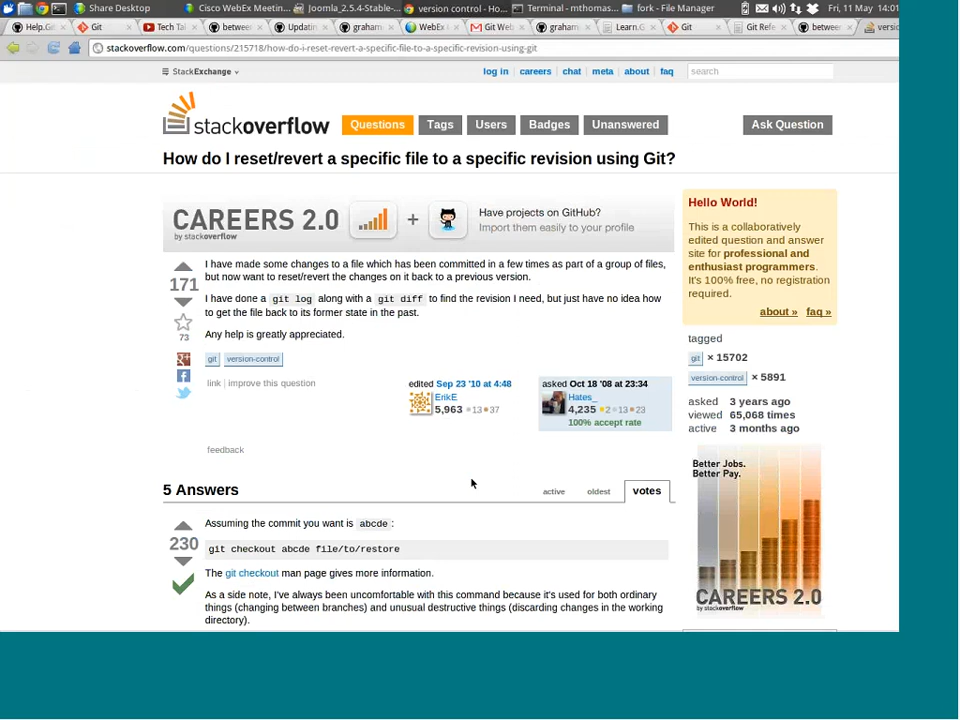 Share Desktop
Cisco WebEx Meetin...
Joomla_2.5.4-Stable-...
version control - Ho...
Terminal - mthomas...
fork - File Manager
Fri, 11 May 14:01
Help.Gi
Git
Tech Ta
betwee
Updatin
graham
WebEx
Git Web
graham
Learn.G
Git
Git Refe
betwee
versio
stackoverflow.com/questions/215718/how-do-i-reset-revert-a-specific-file-to-a-specific-revision-using-git
StackExchange
log in | careers | chat | meta | about | faq
search
stackoverflow
Questions
Tags
Users
Badges
Unanswered
Ask Question
How do I reset/revert a specific file to a specific revision using Git?
CAREERS 2.0
by stackoverflow
+
Have projects on GitHub?
Import them easily to your profile
171
73
I have made some changes to a file which has been committed in a few times as part of a group of files,
but now want to reset/revert the changes on it back to a previous version.
I have done a git log along with a git diff to find the revision I need, but just have no idea how
to get the file back to its former state in the past.
Any help is greatly appreciated.
git version-control
link | improve this question
edited Sep 23 '10 at 4:48
ErikE
5,963 13 37
asked Oct 18 '08 at 23:34
Hates_
4,235 2 13 23
100% accept rate
feedback
5 Answers
active
oldest
votes
230
Assuming the commit you want is abcde :
git checkout abcde file/to/restore
The git checkout man page gives more information.
As a side note, I've always been uncomfortable with this command because it's used for both ordinary
things (changing between branches) and unusual destructive things (discarding changes in the working
directory).
Hello World!
This is a collaboratively
edited question and answer
site for professional and
enthusiast programmers.
It's 100% free, no registration
required.
about » faq »
tagged
git × 15702
version-control × 5891
asked 3 years ago
viewed 65,068 times
active 3 months ago
Better Jobs.
Better Pay.
CAREERS 2.0
by stackoverflow